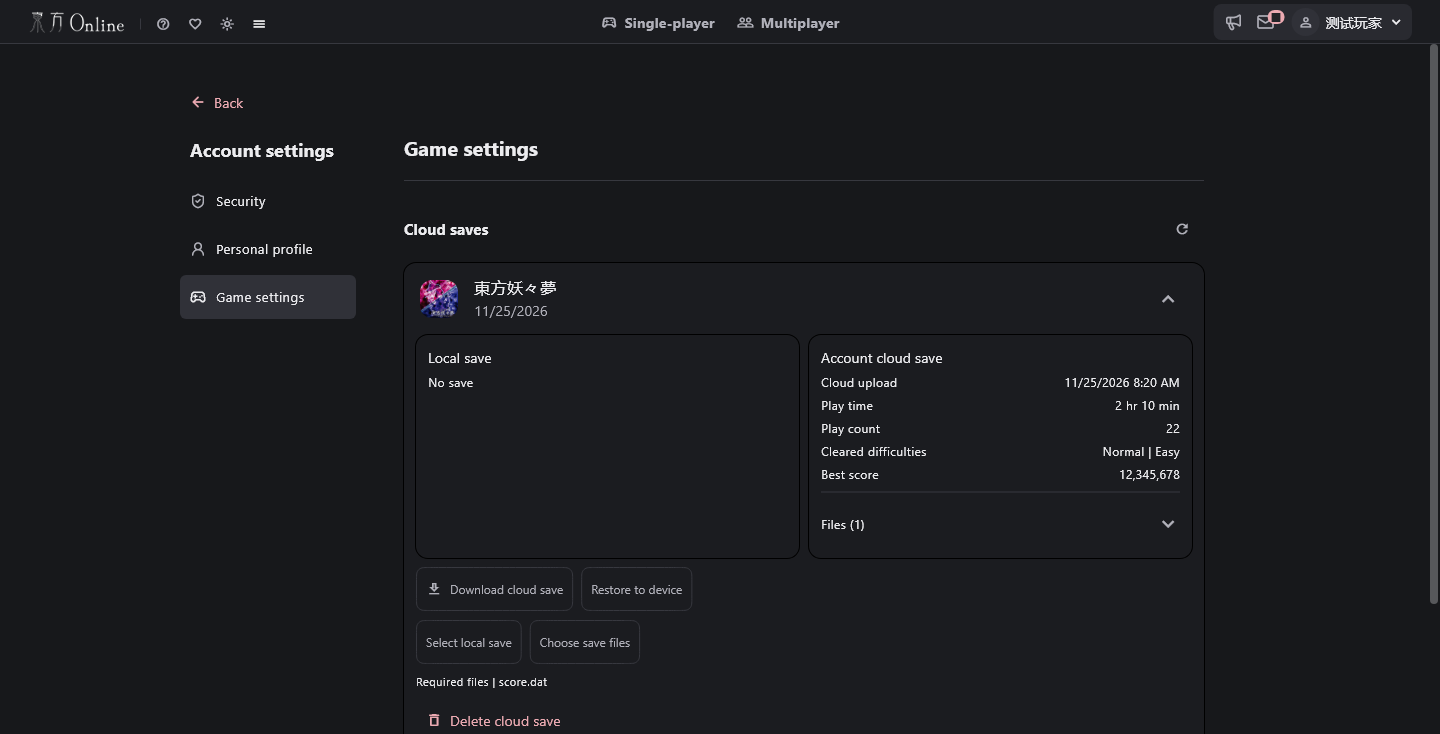 東方Online
Single-player
Multiplayer
测试玩家
Back
Account settings
Security
Personal profile
Game settings
Game settings
Cloud saves
東方妖々夢
11/25/2026
Local save
No save
Account cloud save
Cloud upload 11/25/2026 8:20 AM
Play time 2 hr 10 min
Play count 22
Cleared difficulties Normal | Easy
Best score 12,345,678
Files (1)
Download cloud save
Restore to device
Select local save
Choose save files
Required files | score.dat
Delete cloud save